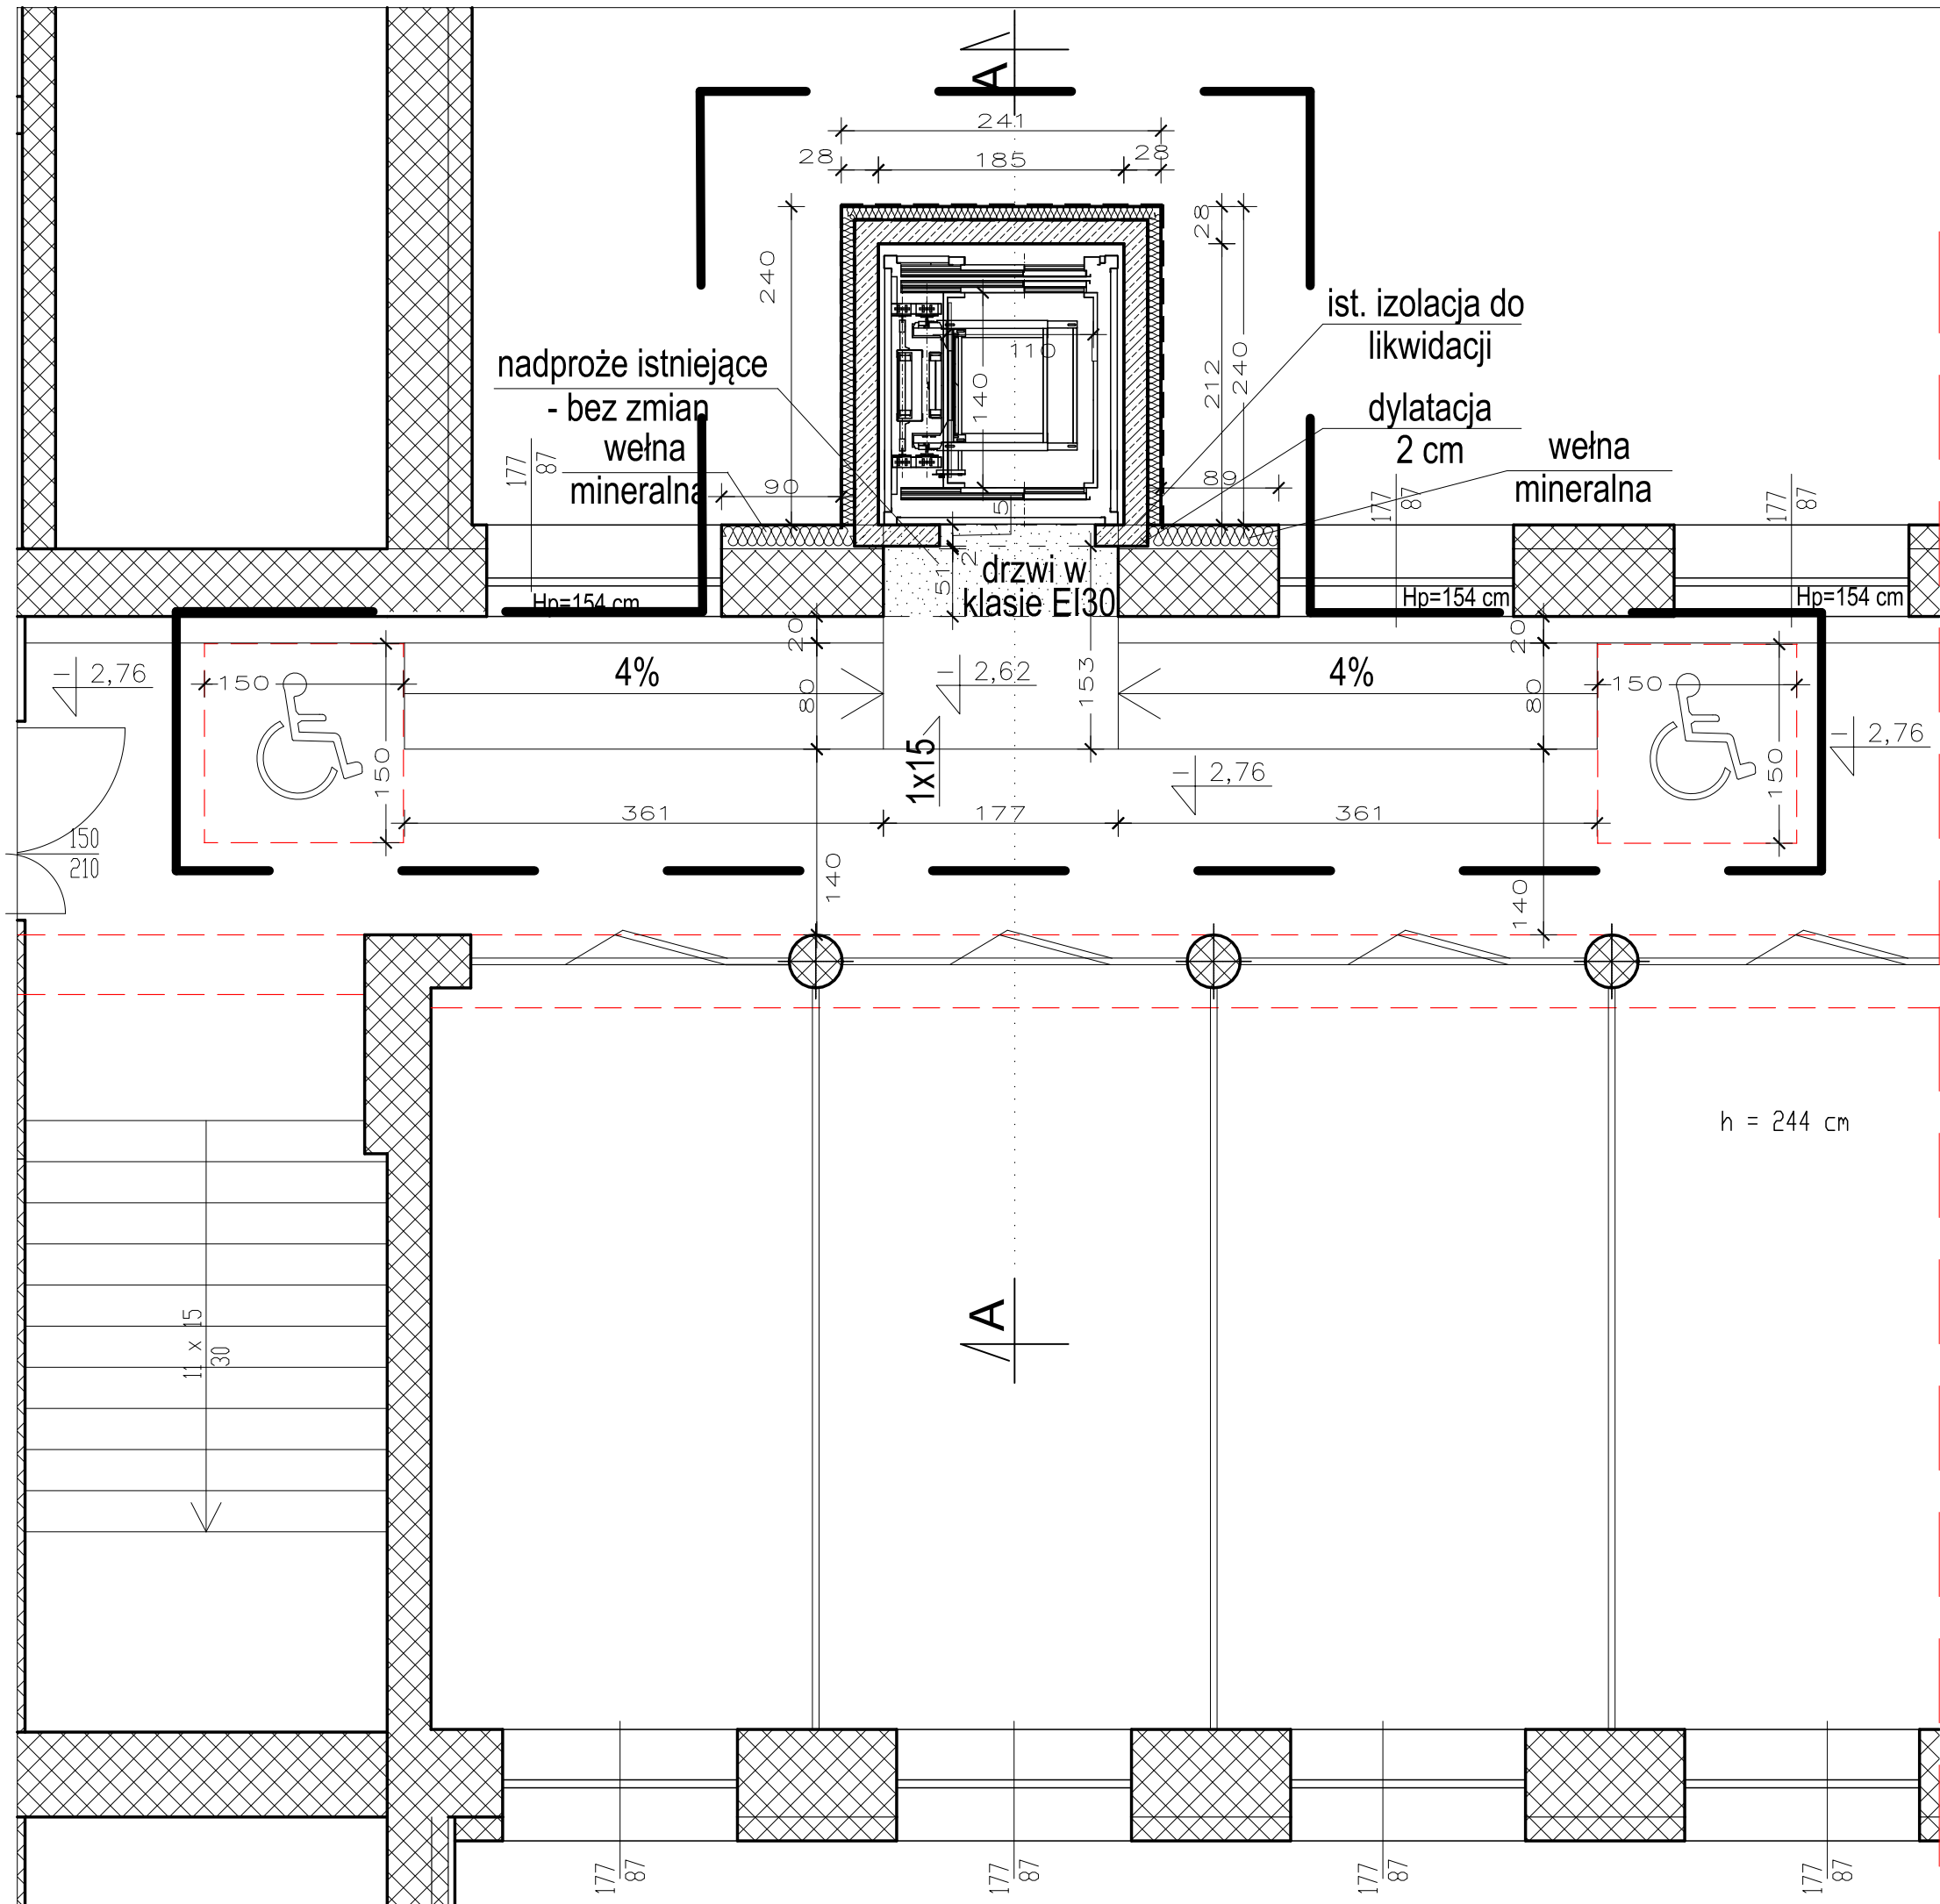 A
241
28
185
28
240
28
212
240
ist. izolacja do
likwidacji
nadproże istniejące
- bez zmian
wełna
mineralna
110
140
dylatacja
2 cm
wełna
mineralna
177
87
90
89
177
87
177
87
15
2
51
drzwi w
klasie EI30
Hp=154 cm
Hp=154 cm
Hp=154 cm
20
20
- 2,76
150
4%
80
- 2,62
153
4%
80
150
- 2,76
150
1x15
- 2,76
150
361
177
361
150
210
140
140
h = 244 cm
11 x 15
30
A
177
87
177
87
177
87
177
87